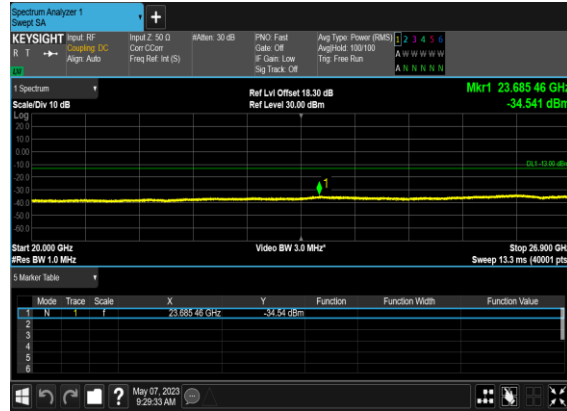 Spectrum Analyzer 1
Swept SA
+
KEYSIGHT Input: RF Input Z: 50 Ω #Atten: 30 dB PNO: Fast Avg Type: Power (RMS) 1 2 3 4 5 6
R T Coupling: DC Corr CCorr Gate: Off Avg|Hold: 100/100 A W W W W W
Align: Auto Freq Ref: Int (S) IF Gain: Low Trig: Free Run
Sig Track: Off A N N N N N
1 Spectrum Ref Lvl Offset 18.30 dB Mkr1 23.685 46 GHz
Scale/Div 10 dB Ref Level 30.00 dBm -34.541 dBm
Log
20.0
10.0
0.00
-10.0 DL1 -13.00 dBm
-20.0
-30.0 1
-40.0
-50.0
-60.0
Start 20.000 GHz Video BW 3.0 MHz* Stop 26.900 GHz
#Res BW 1.0 MHz Sweep 13.3 ms (40001 pts)
5 Marker Table
Mode Trace Scale X Y Function Function Width Function Value
1 N 1 f 23.685 46 GHz -34.54 dBm
2
3
4
5
6
? May 07, 2023
9:29:33 AM